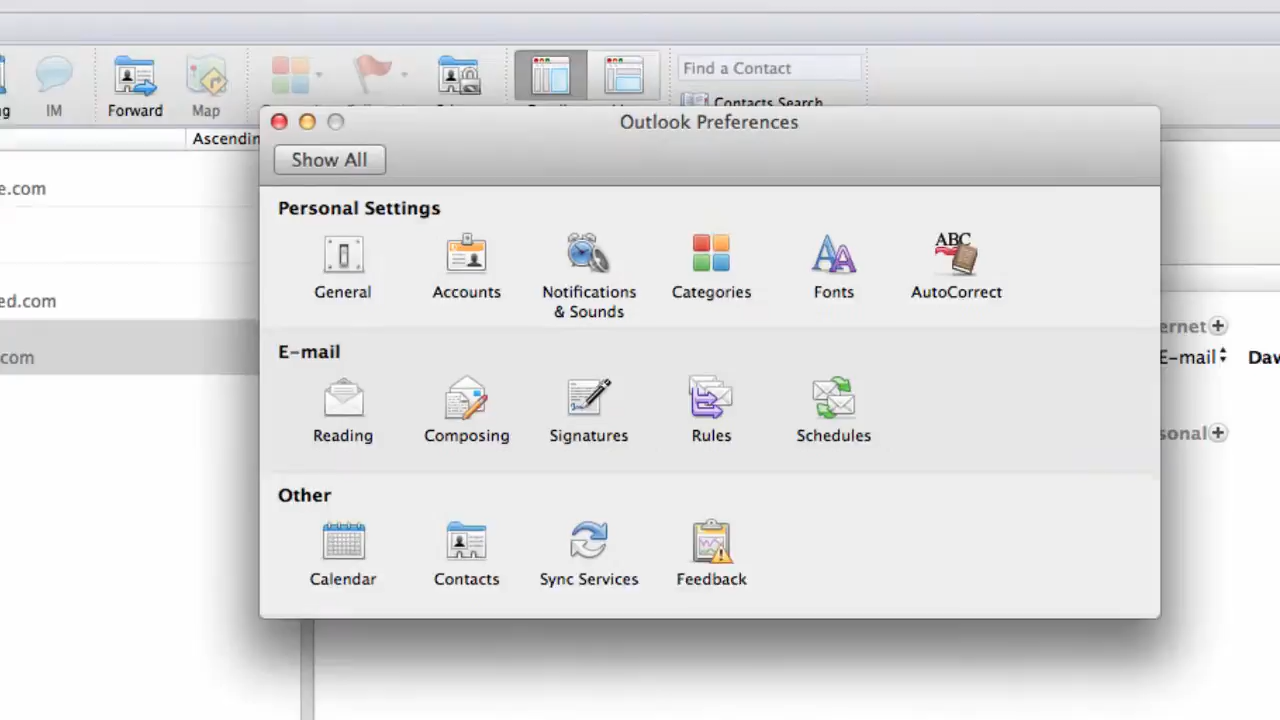 Find a Contact
IM
Forward
Map
Contacts Search
Outlook Preferences
Ascendin
Show All
e.com
Personal Settings
General
Accounts
Notifications
& Sounds
Categories
Fonts
AutoCorrect
ed.com
ernet
E-mail
com
E-mail
Reading
Composing
Signatures
Rules
Schedules
sonal
Other
Calendar
Contacts
Sync Services
Feedback